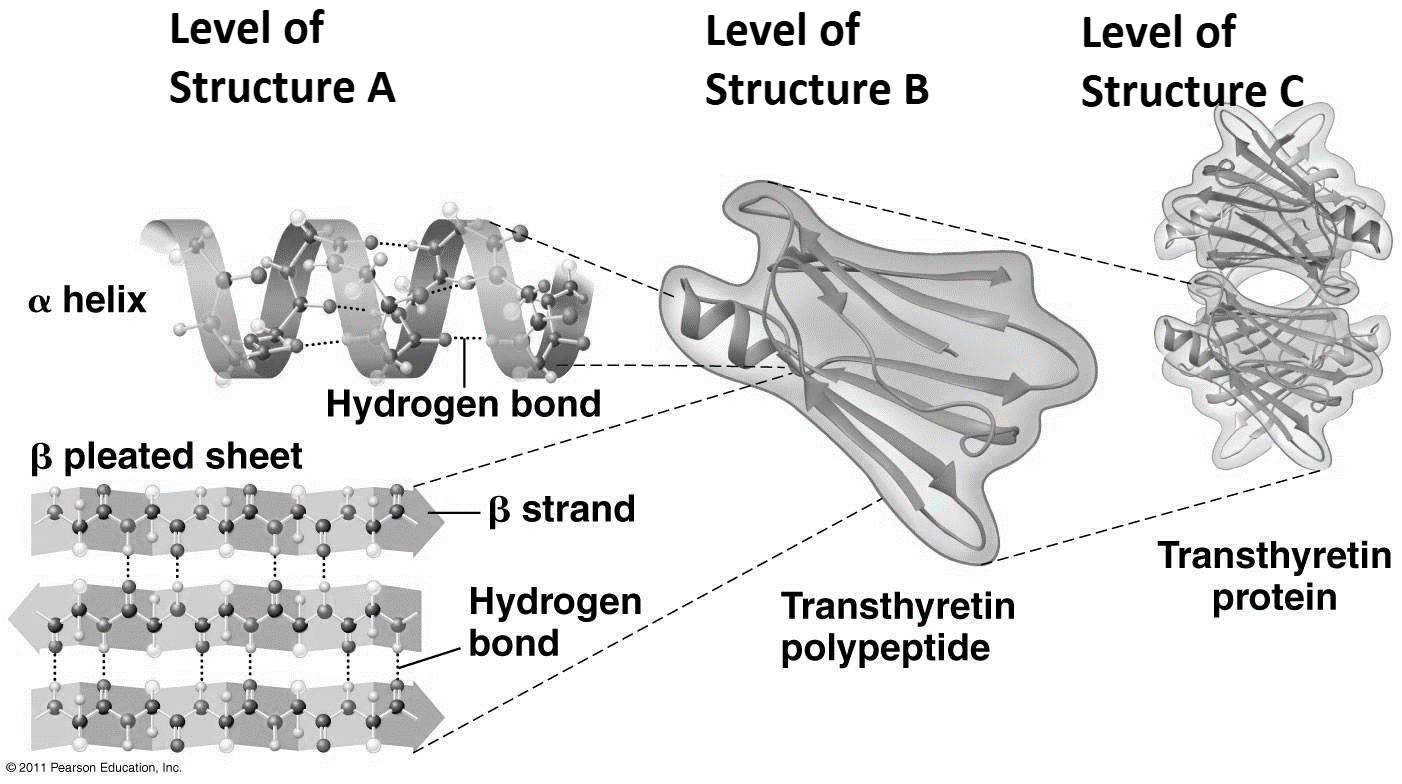 Level of
Structure A
Level of
Structure B
Level of
Structure C
α helix
Hydrogen bond
β pleated sheet
β strand
Hydrogen
bond
Transthyretin
polypeptide
Transthyretin
protein
© 2011 Pearson Education, Inc.